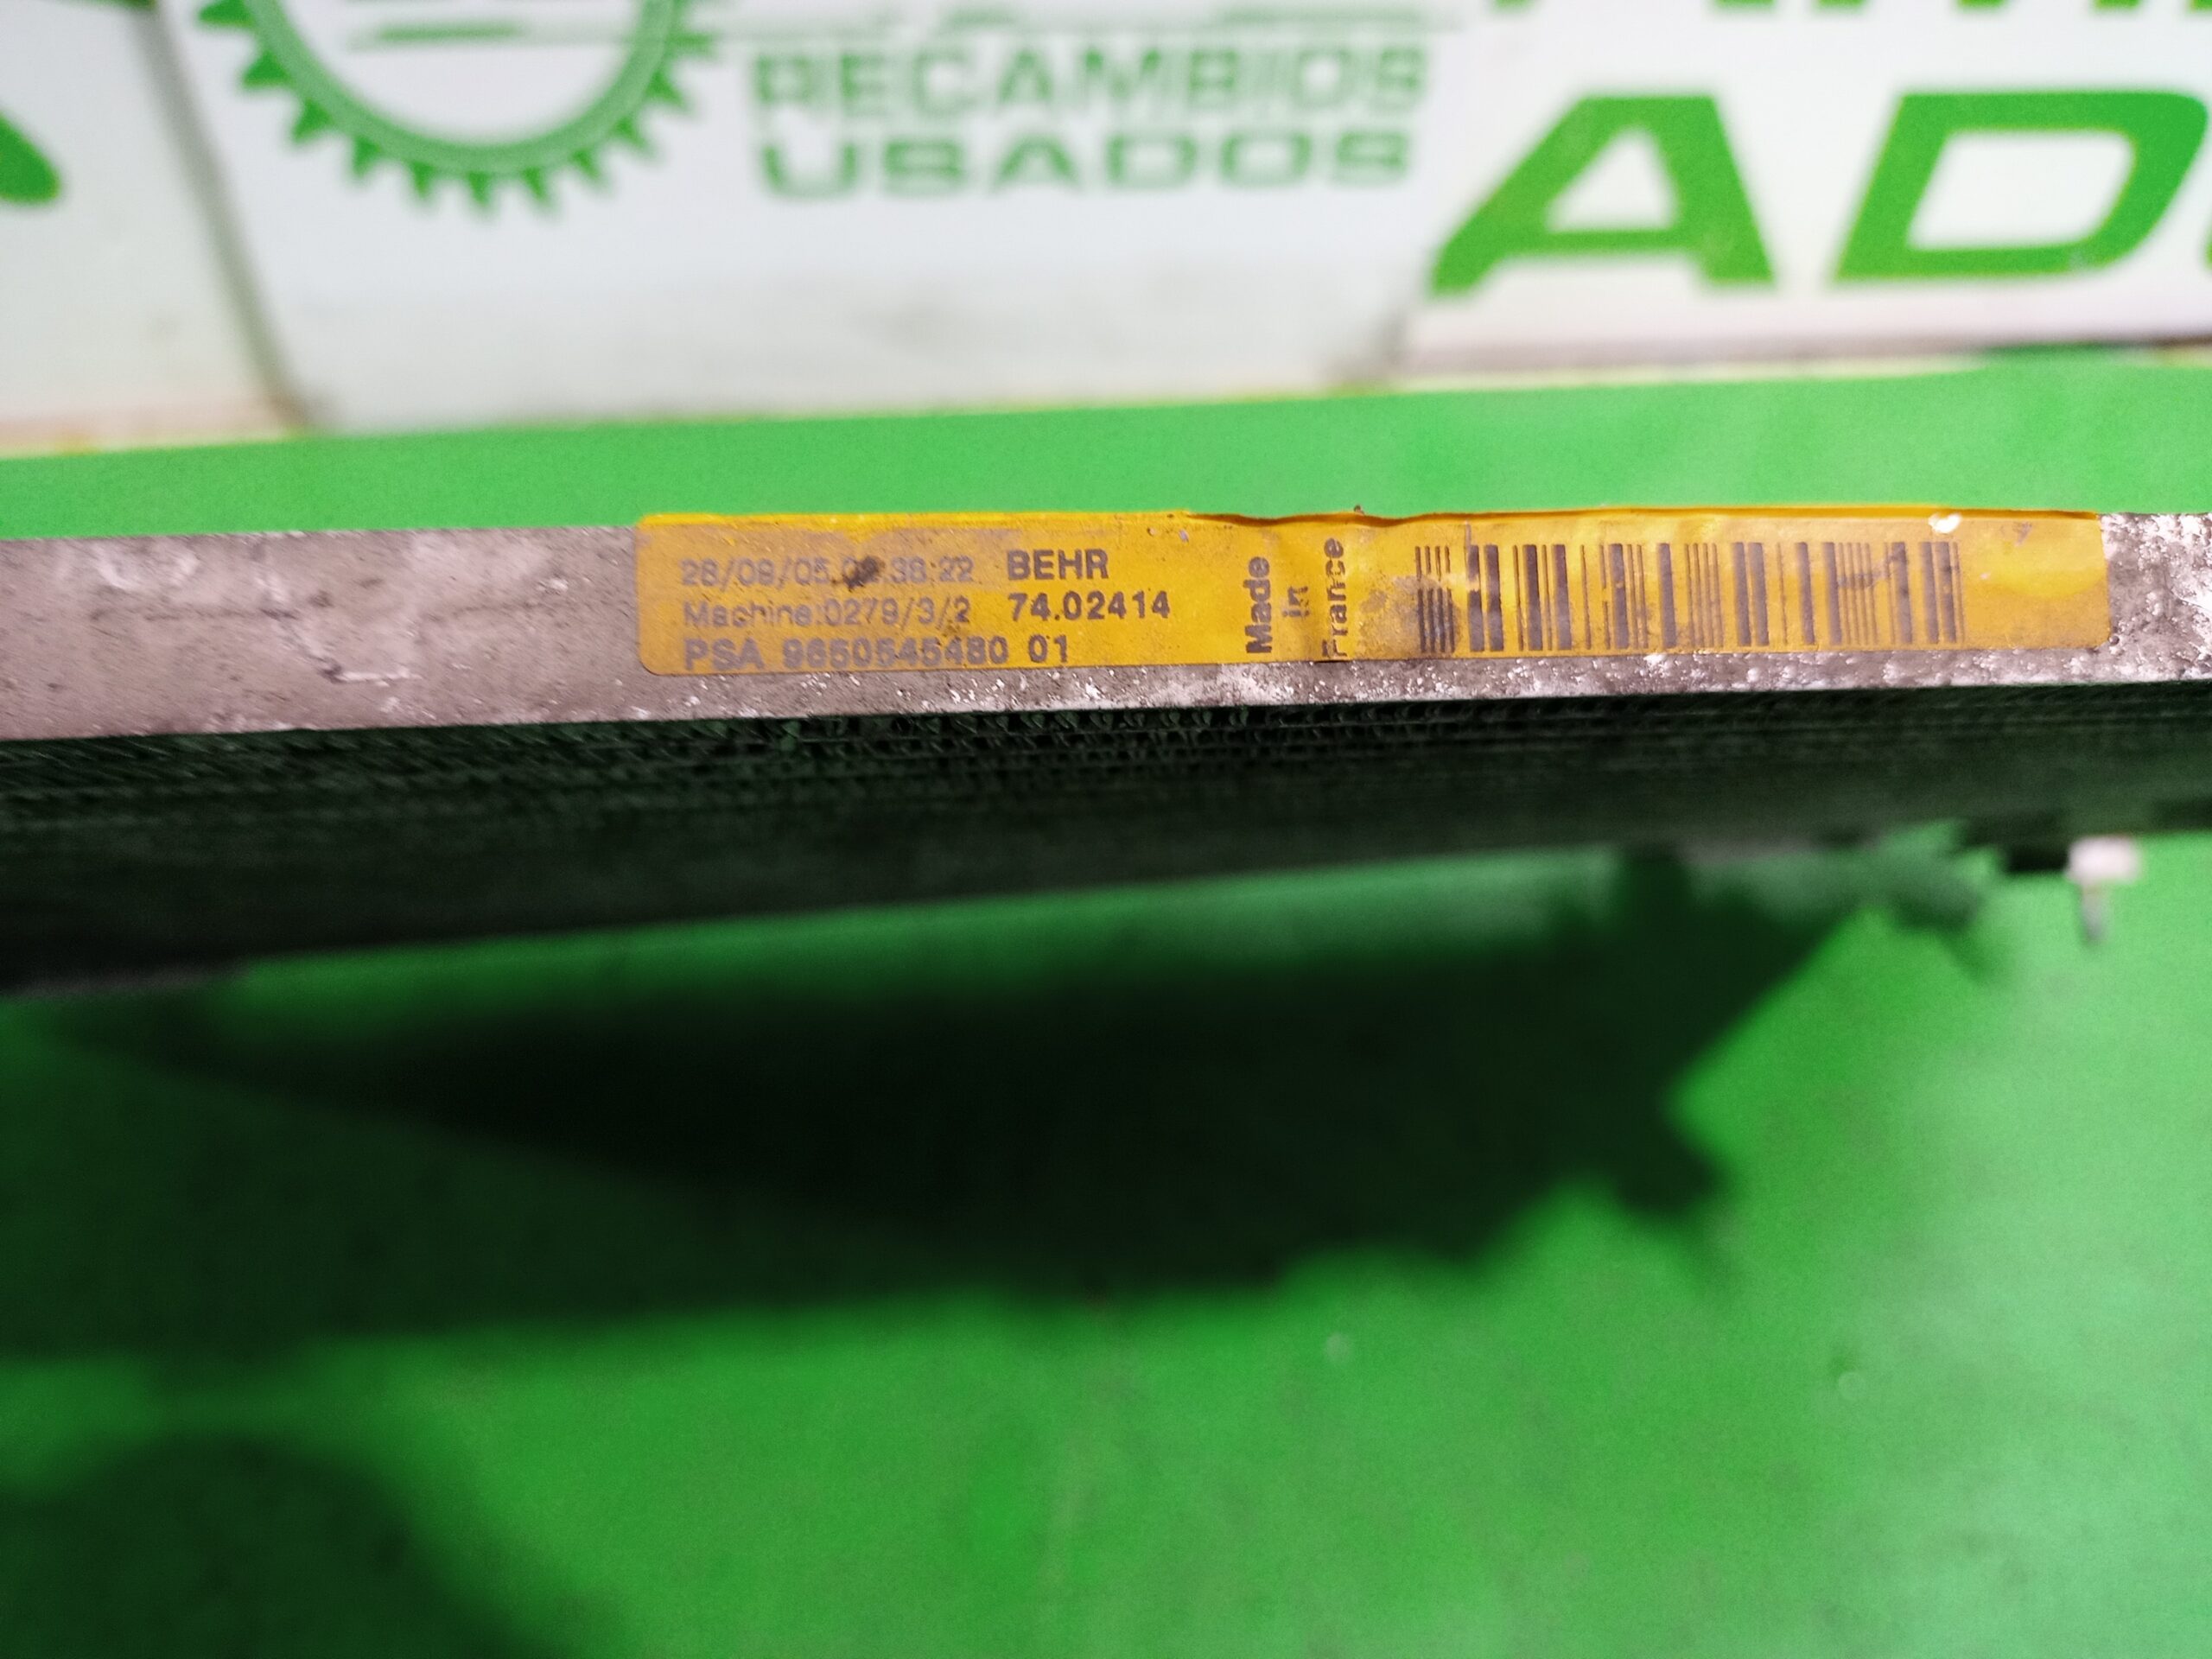 RECAMBIOS
USADOS
AD
BEHR
Machine:0279/3/2 74.02414
PSA 9650545480 01
Made
in
France